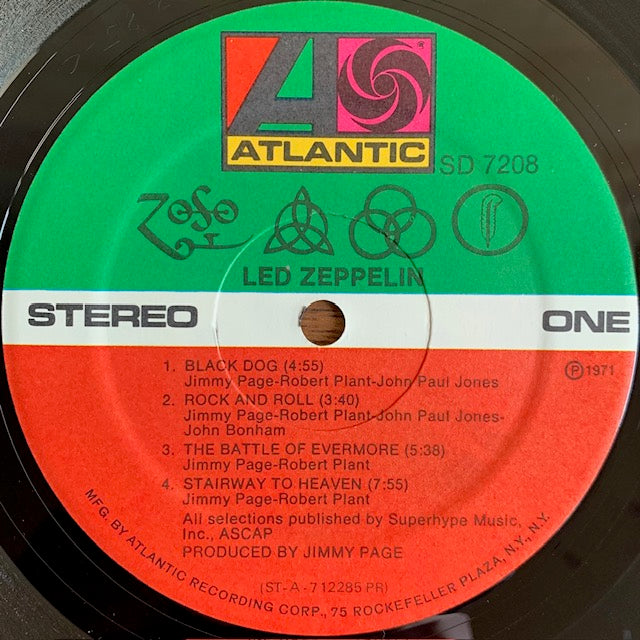 ATLANTIC
SD 7208
LED ZEPPELIN
STEREO
ONE
1. BLACK DOG (4:55)
Jimmy Page-Robert Plant-John Paul Jones
℗1971
2. ROCK AND ROLL (3:40)
Jimmy Page-Robert Plant-John Paul Jones-
John Bonham
3. THE BATTLE OF EVERMORE (5:38)
Jimmy Page-Robert Plant
4. STAIRWAY TO HEAVEN (7:55)
Jimmy Page-Robert Plant
All selections published by Superhype Music,
Inc., ASCAP
PRODUCED BY JIMMY PAGE
(ST-A-712285 PR)
MFG. BY ATLANTIC RECORDING CORP., 75 ROCKEFELLER PLAZA, N.Y., N.Y.